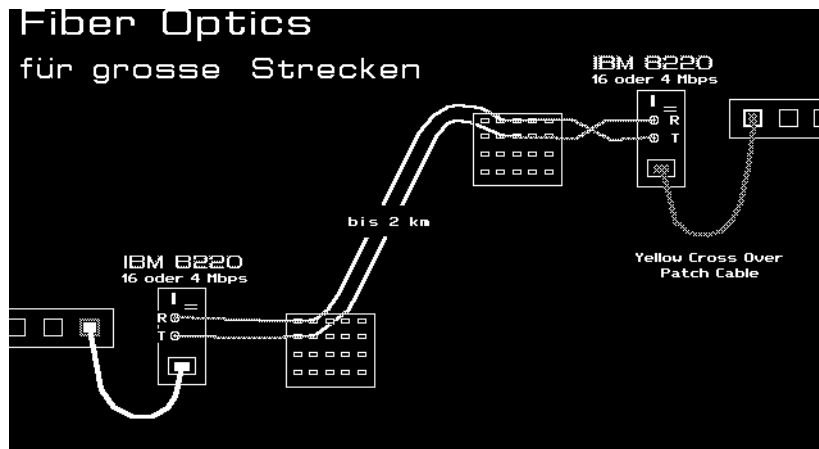 Fiber Optics
für grosse Strecken
IBM 8220
16 oder 4 Mbps
R
T
bis 2 km
Yellow Cross Over
Patch Cable
IBM 8220
16 oder 4 Mbps
R
T